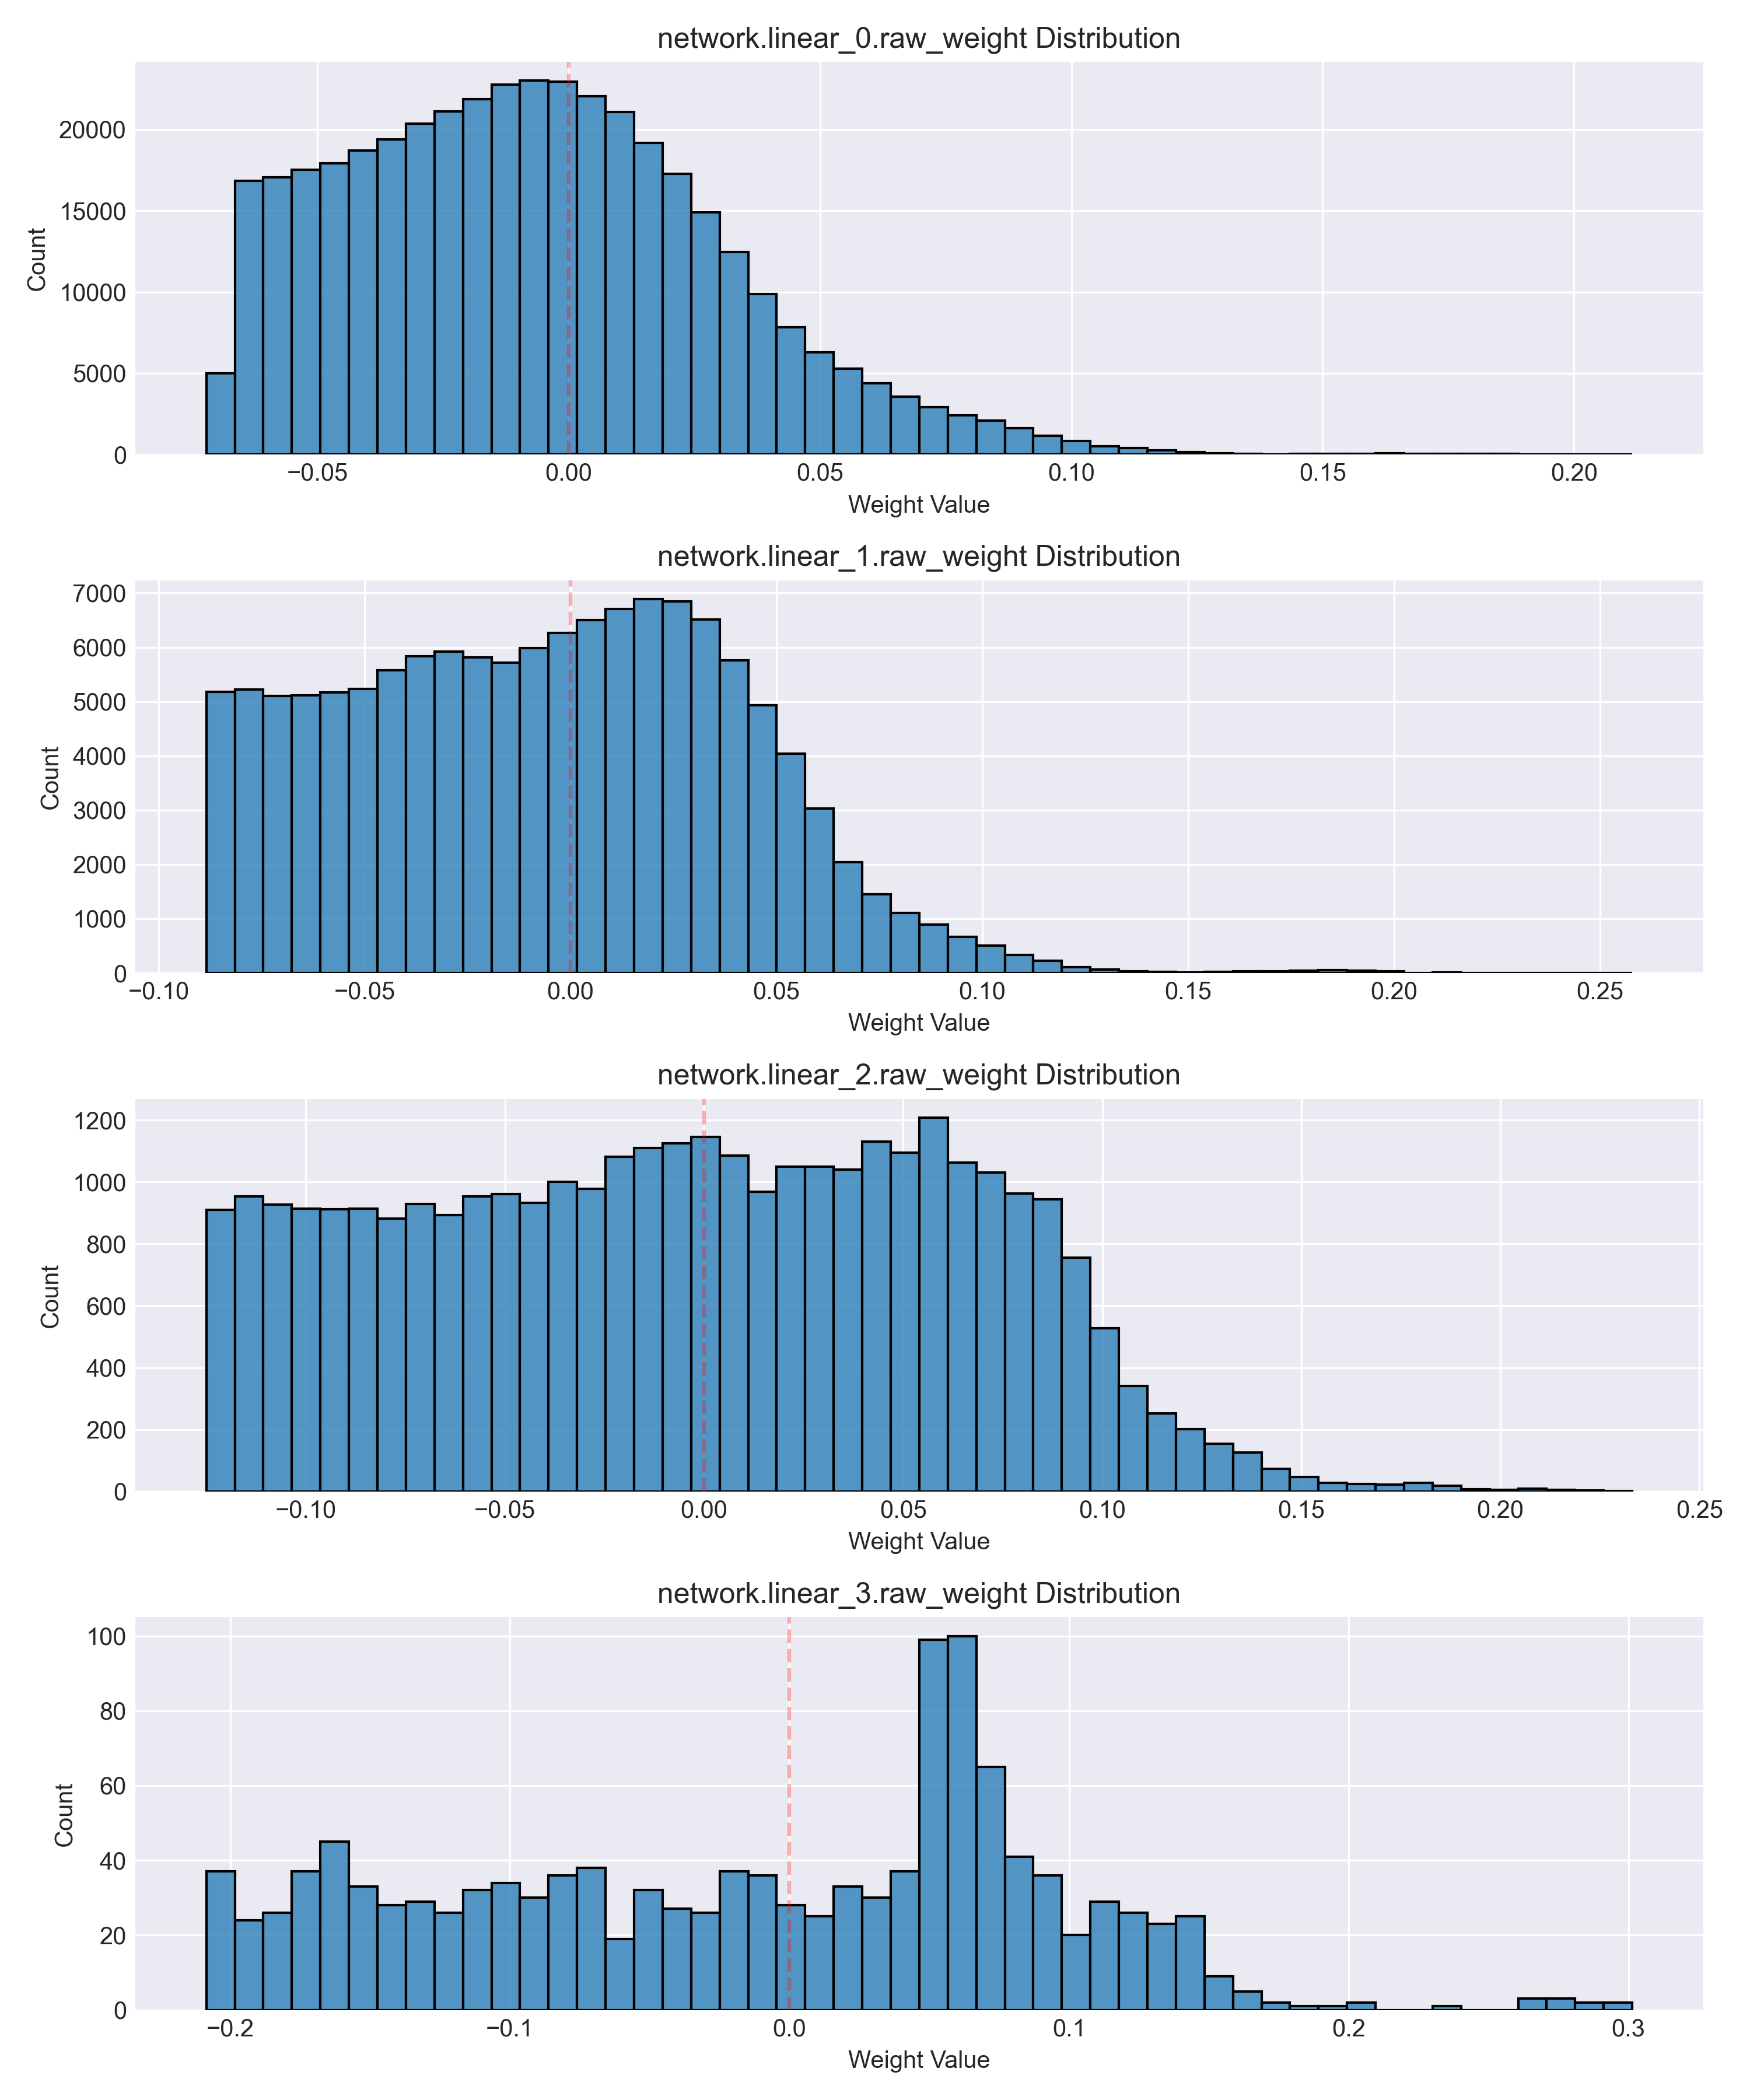 network.linear_0.raw_weight Distribution
20000
15000
10000
5000
0
Count
−0.05 0.00 0.05 0.10 0.15 0.20
Weight Value
network.linear_1.raw_weight Distribution
7000
6000
5000
4000
3000
2000
1000
0
Count
−0.10 −0.05 0.00 0.05 0.10 0.15 0.20 0.25
Weight Value
network.linear_2.raw_weight Distribution
1200
1000
800
600
400
200
0
Count
−0.10 −0.05 0.00 0.05 0.10 0.15 0.20 0.25
Weight Value
network.linear_3.raw_weight Distribution
100
80
60
40
20
0
Count
−0.2 −0.1 0.0 0.1 0.2 0.3
Weight Value